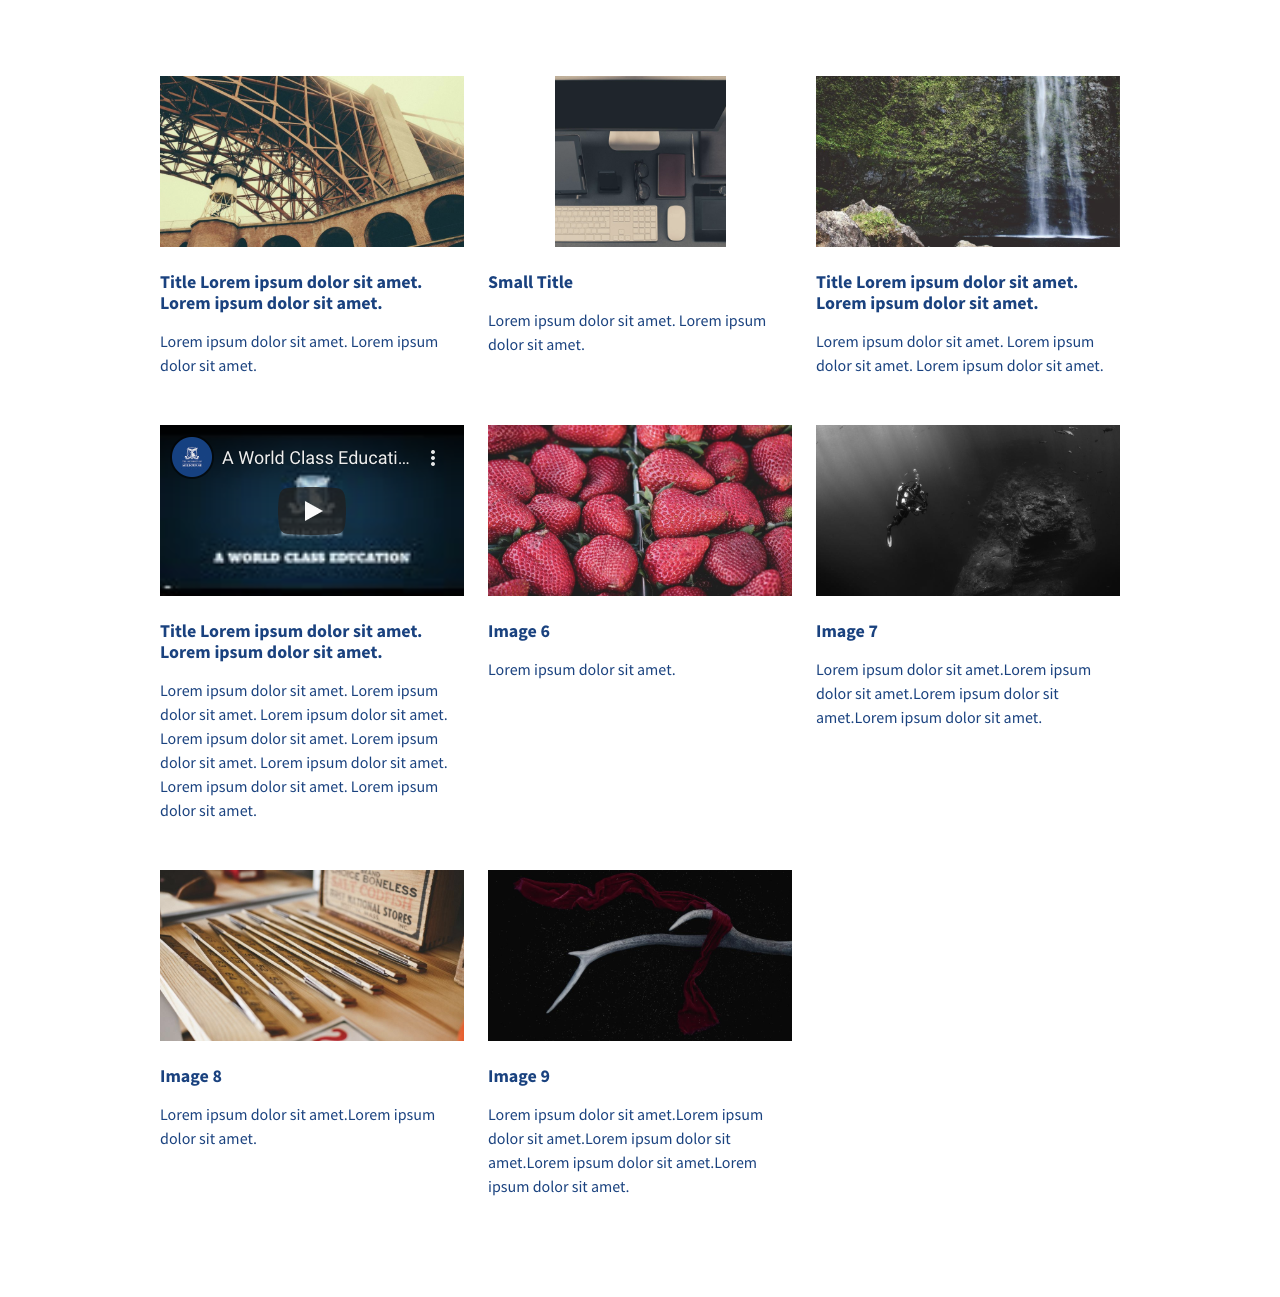 Title Lorem ipsum dolor sit amet.
Lorem ipsum dolor sit amet.
Lorem ipsum dolor sit amet. Lorem ipsum
dolor sit amet.
Small Title
Lorem ipsum dolor sit amet. Lorem ipsum
dolor sit amet.
Title Lorem ipsum dolor sit amet.
Lorem ipsum dolor sit amet.
Lorem ipsum dolor sit amet. Lorem ipsum
dolor sit amet. Lorem ipsum dolor sit amet.
A World Class Educati...
A WORLD CLASS EDUCATION
Title Lorem ipsum dolor sit amet.
Lorem ipsum dolor sit amet.
Lorem ipsum dolor sit amet. Lorem ipsum
dolor sit amet. Lorem ipsum dolor sit amet.
Lorem ipsum dolor sit amet. Lorem ipsum
dolor sit amet. Lorem ipsum dolor sit amet.
Lorem ipsum dolor sit amet. Lorem ipsum
dolor sit amet.
Image 6
Lorem ipsum dolor sit amet.
Image 7
Lorem ipsum dolor sit amet.Lorem ipsum
dolor sit amet.Lorem ipsum dolor sit
amet.Lorem ipsum dolor sit amet.
BONELESS
SALT CODFISH
NATIONAL STORES
Image 8
Lorem ipsum dolor sit amet.Lorem ipsum
dolor sit amet.
Image 9
Lorem ipsum dolor sit amet.Lorem ipsum
dolor sit amet.Lorem ipsum dolor sit
amet.Lorem ipsum dolor sit amet.Lorem
ipsum dolor sit amet.